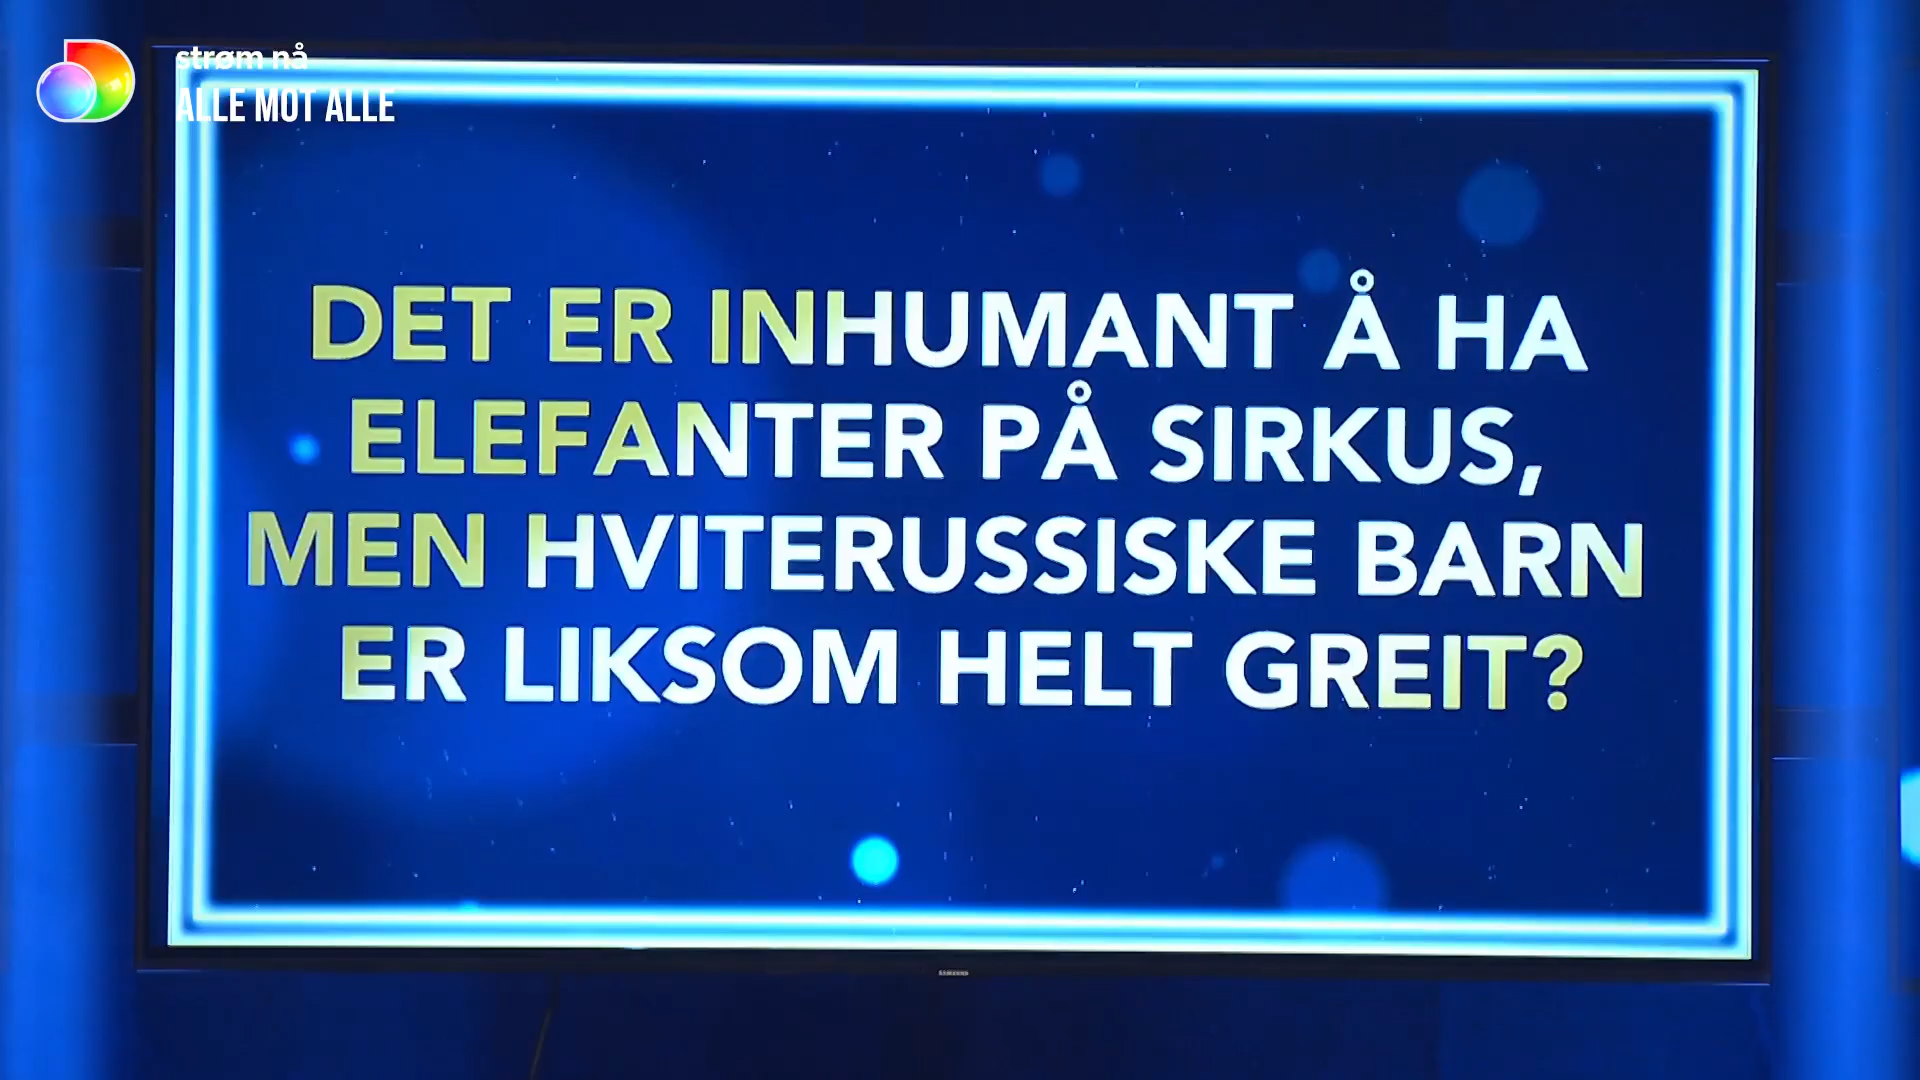 strøm nå
ALLE MOT ALLE
DET ER INHUMANT Å HA
ELEFANTER PÅ SIRKUS,
MEN HVITERUSSISKE BARN
ER LIKSOM HELT GREIT?
SAMSUNG